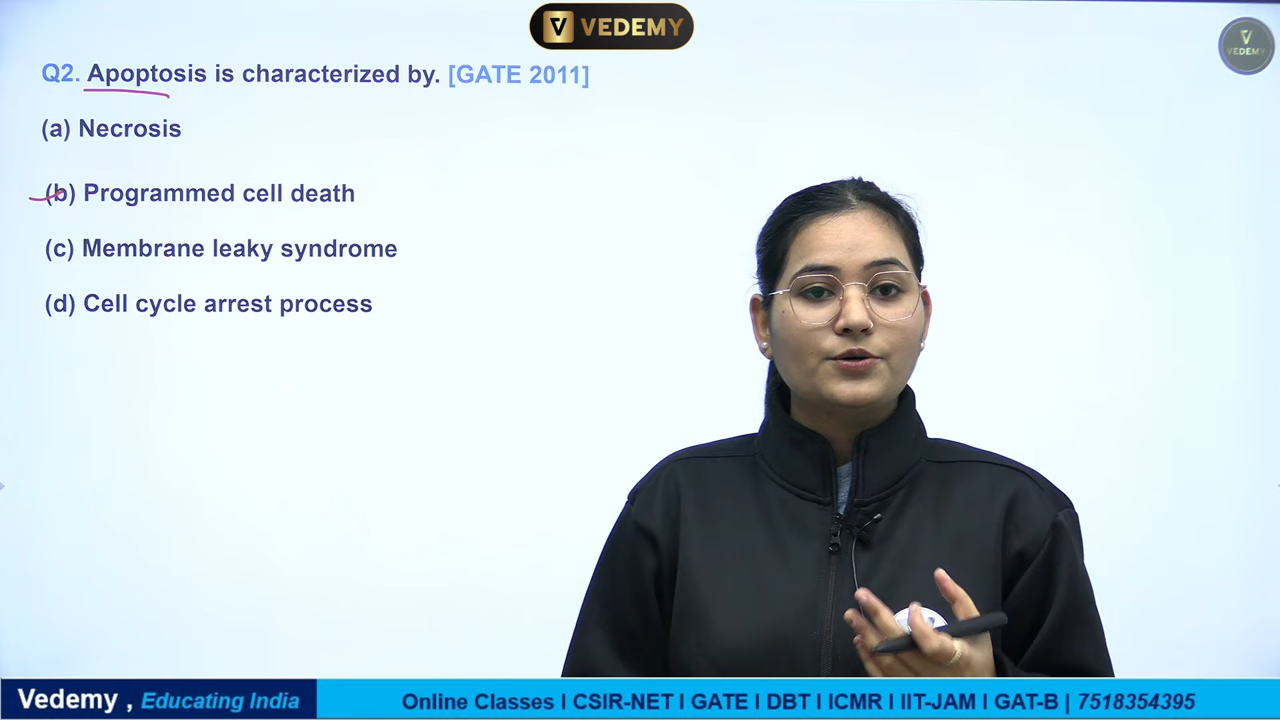 VEDEMY
VEDEMY
Q2. Apoptosis is characterized by. [GATE 2011]
(a) Necrosis
(b) Programmed cell death
(c) Membrane leaky syndrome
(d) Cell cycle arrest process
Vedemy , Educating India
Online Classes I CSIR-NET I GATE I DBT I ICMR I IIT-JAM I GAT-B | 7518354395